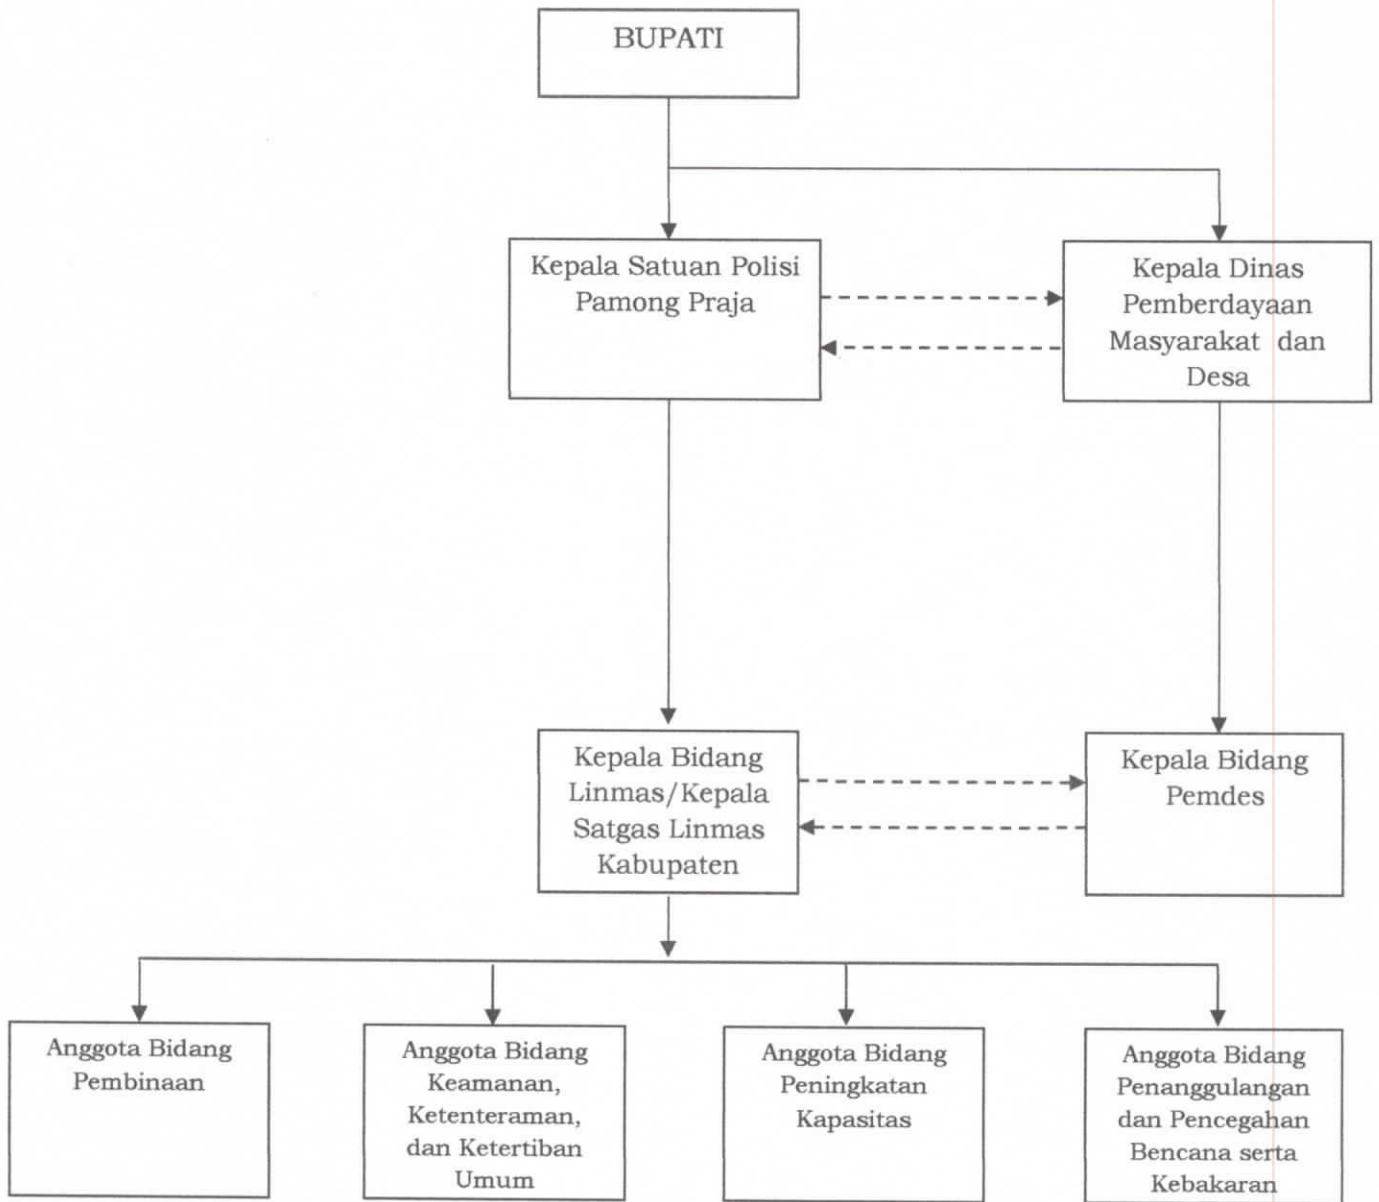 BUPATI
Kepala Satuan Polisi
Pamong Praja
Kepala Dinas
Pemberdayaan
Masyarakat dan
Desa
Kepala Bidang
Linmas/Kepala
Satgas Linmas
Kabupaten
Kepala Bidang
Pemdes
Anggota Bidang
Pembinaan
Anggota Bidang
Keamanan,
Ketenteraman,
dan Ketertiban
Umum
Anggota Bidang
Peningkatan
Kapasitas
Anggota Bidang
Penanggulangan
dan Pencegahan
Bencana serta
Kebakaran